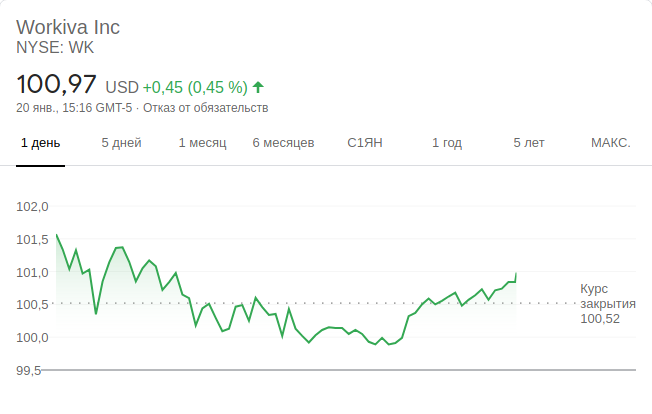 Workiva Inc
NYSE: WK
100,97 USD +0,45 (0,45 %)
20 янв., 15:16 GMT-5 · Отказ от обязательств
1 день 5 дней 1 месяц 6 месяцев С1ЯН 1 год 5 лет МАКС.
102,0
101,5
101,0
100,5
100,0
99,5
Курс
закрытия
100,52